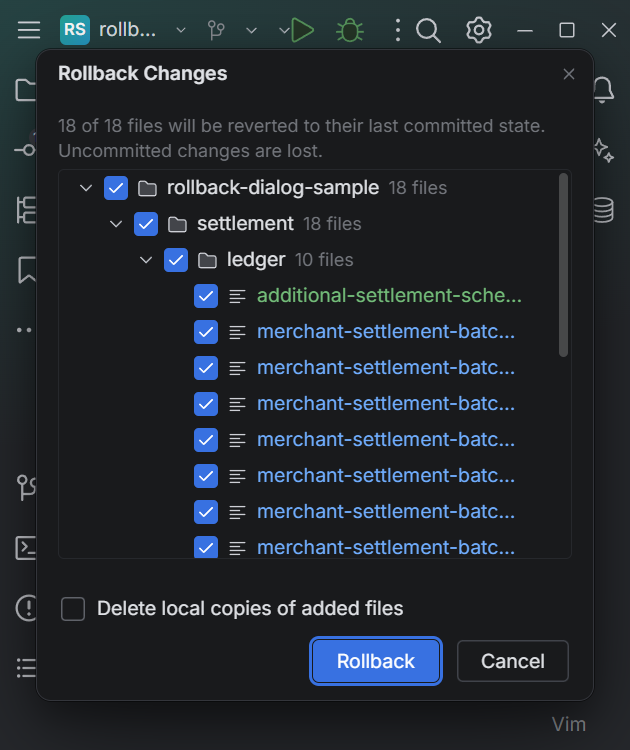 RS rollb...
Rollback Changes
18 of 18 files will be reverted to their last committed state.
Uncommitted changes are lost.
rollback-dialog-sample 18 files
settlement 18 files
ledger 10 files
additional-settlement-sche...
merchant-settlement-batc...
merchant-settlement-batc...
merchant-settlement-batc...
merchant-settlement-batc...
merchant-settlement-batc...
merchant-settlement-batc...
merchant-settlement-batc...
Delete local copies of added files
Rollback Cancel
Vim